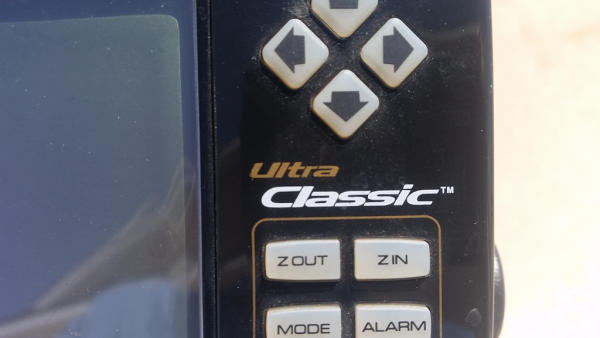 Ultra
Classic™
Z OUT Z IN
MODE ALARM